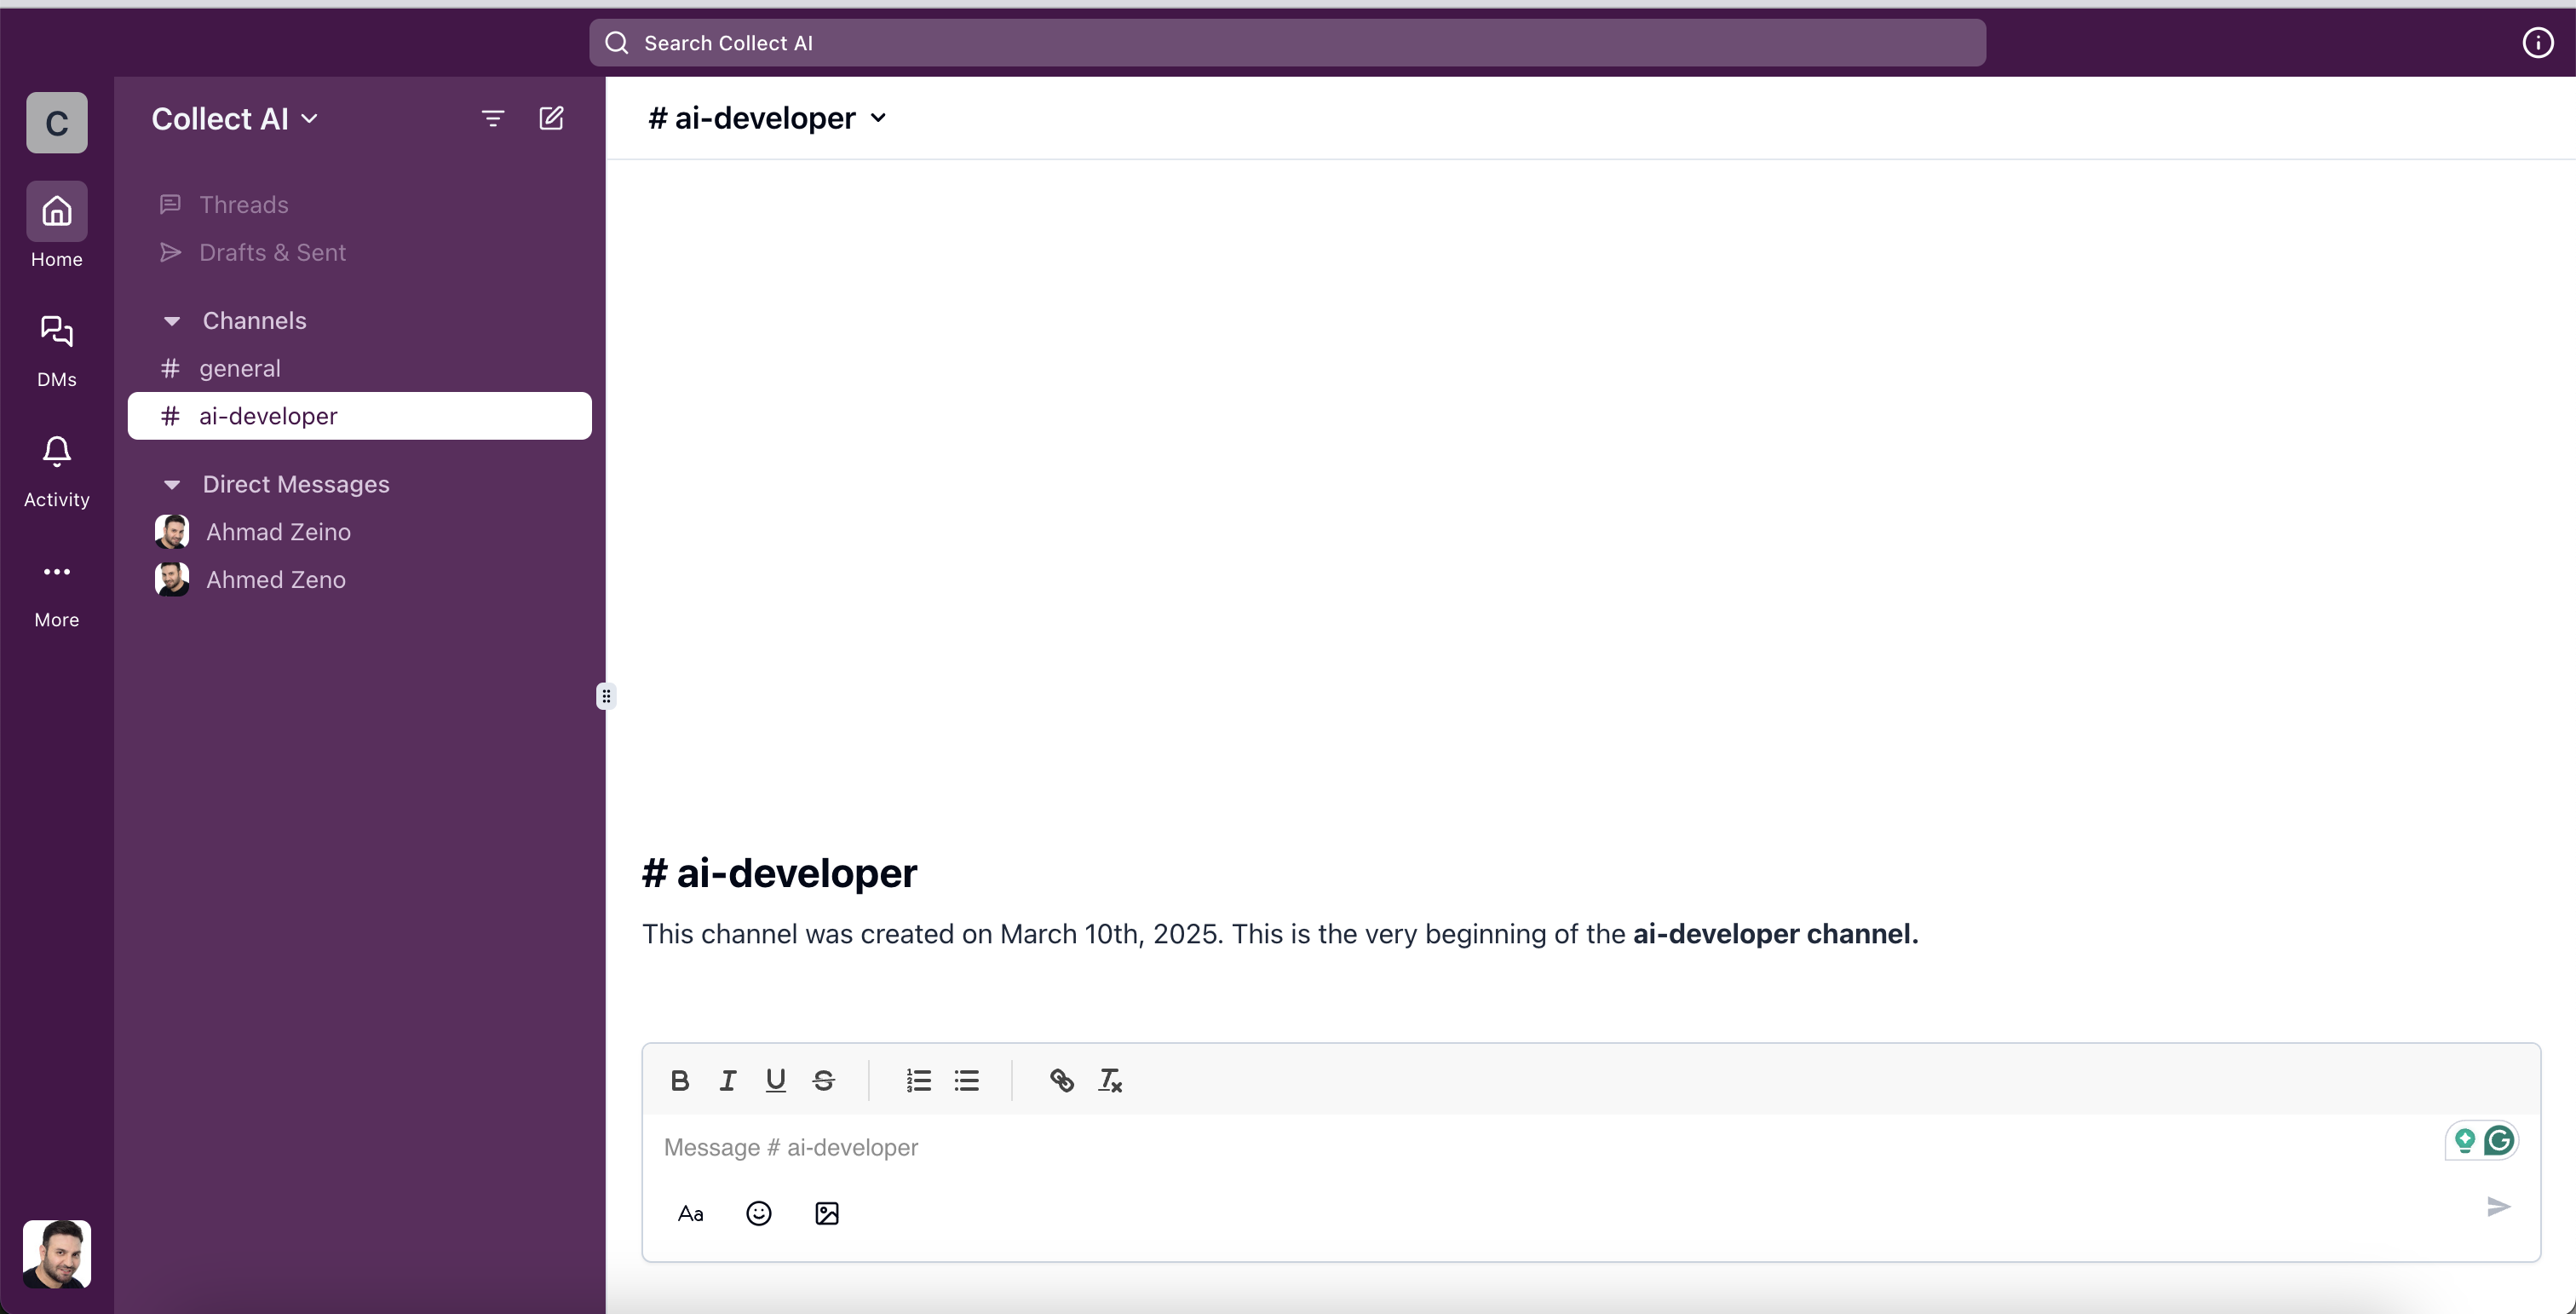 Search Collect AI
C
Home
DMs
Activity
More
Collect AI
Threads
Drafts & Sent
Channels
# general
# ai-developer
Direct Messages
Ahmad Zeino
Ahmed Zeno
# ai-developer
# ai-developer
This channel was created on March 10th, 2025. This is the very beginning of the ai-developer channel.
Message # ai-developer
Aa